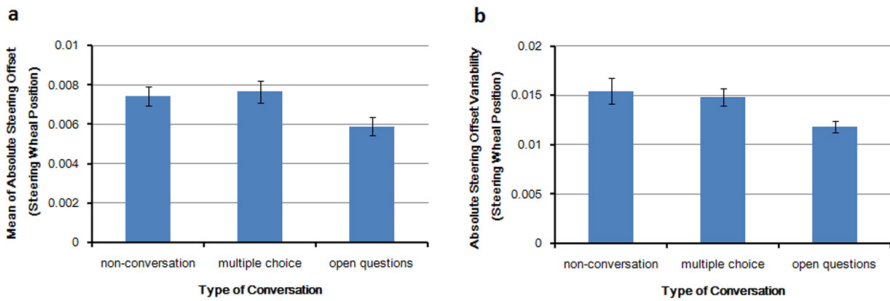 a
Mean of Absolute Steering Offset
(Steering Wheal Position)
0.01
0.008
0.006
0.004
0.002
0
non-conversation multiple choice open questions
Type of Conversation
b
Absolute Steering Offset Variability
(Steering Wheal Position)
0.02
0.015
0.01
0.005
0
non-conversation multiple choice open questions
Type of Conversation